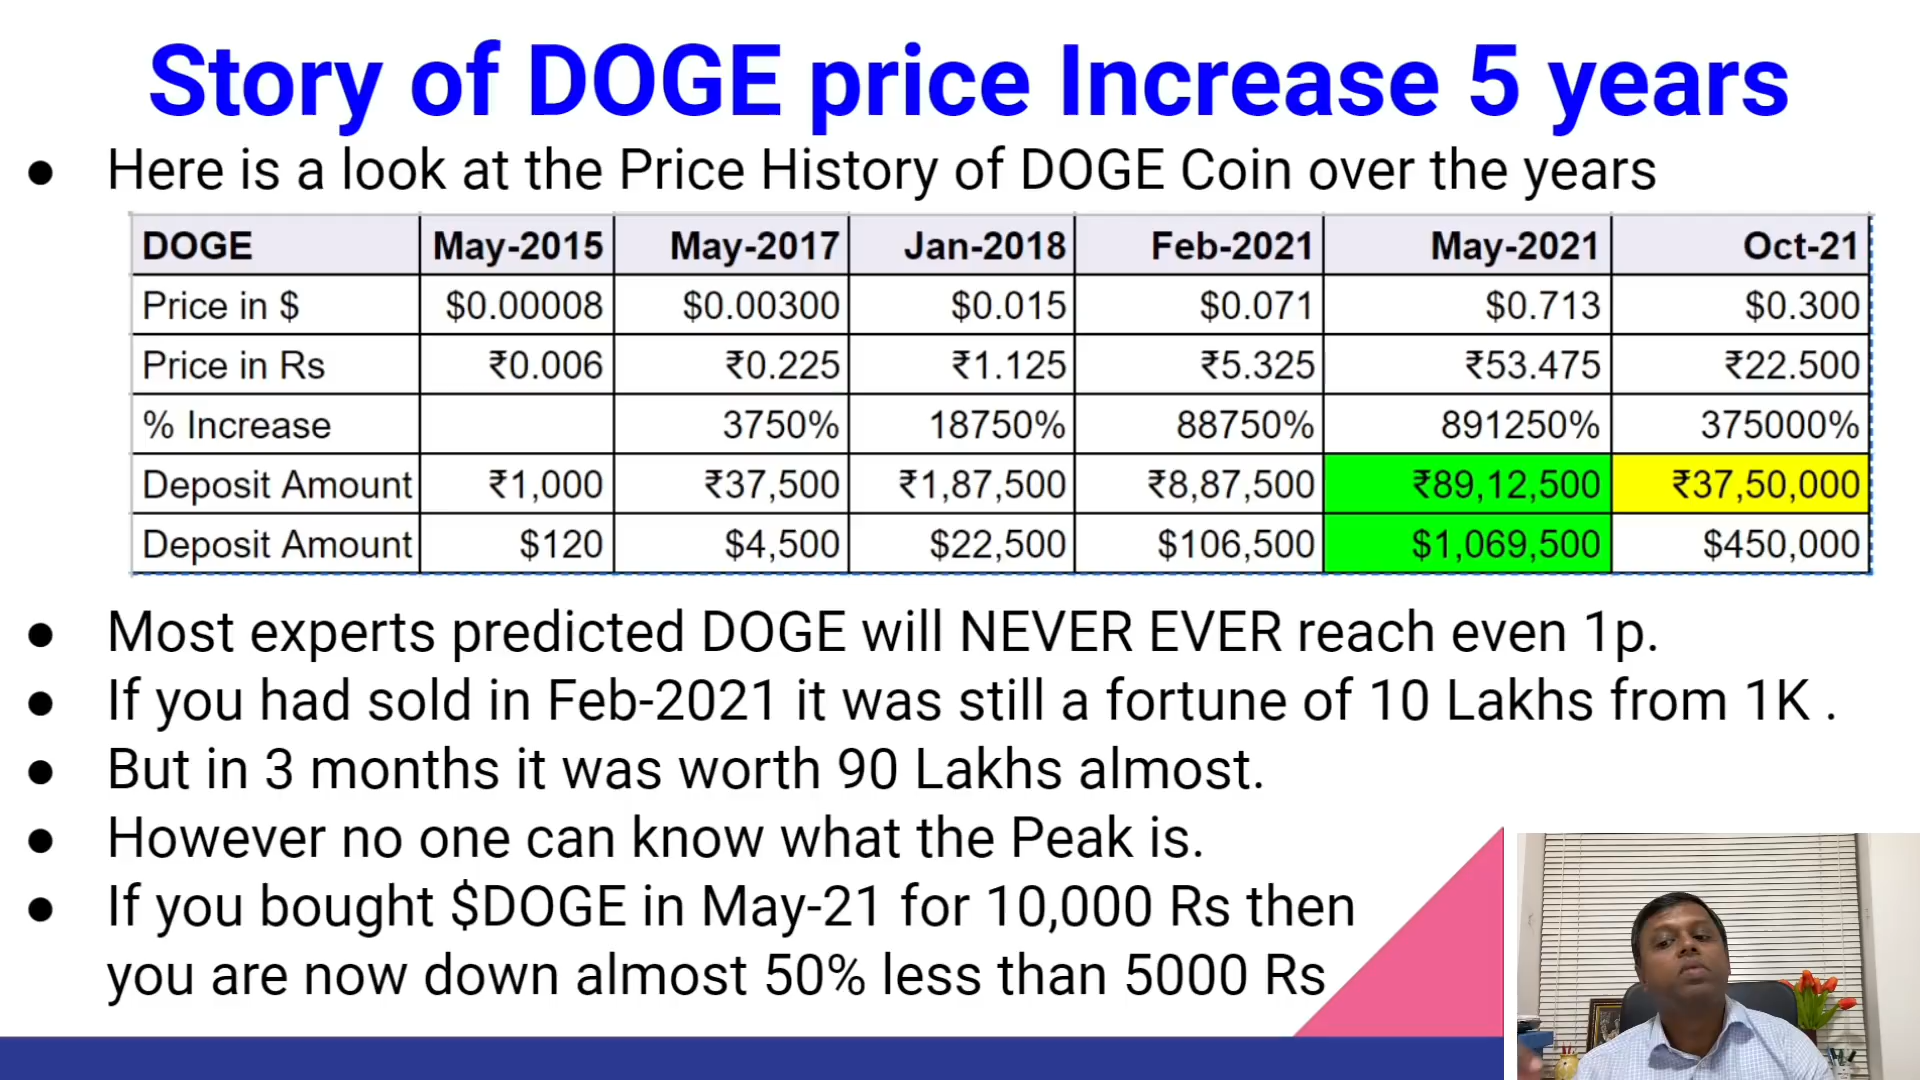 Story of DOGE price Increase 5 years
● Here is a look at the Price History of DOGE Coin over the years
DOGE May-2015 May-2017 Jan-2018 Feb-2021 May-2021 Oct-21
Price in $ $0.00008 $0.00300 $0.015 $0.071 $0.713 $0.300
Price in Rs ₹0.006 ₹0.225 ₹1.125 ₹5.325 ₹53.475 ₹22.500
% Increase 3750% 18750% 88750% 891250% 375000%
Deposit Amount ₹1,000 ₹37,500 ₹1,87,500 ₹8,87,500 ₹89,12,500 ₹37,50,000
Deposit Amount $120 $4,500 $22,500 $106,500 $1,069,500 $450,000
● Most experts predicted DOGE will NEVER EVER reach even 1p.
● If you had sold in Feb-2021 it was still a fortune of 10 Lakhs from 1K .
● But in 3 months it was worth 90 Lakhs almost.
● However no one can know what the Peak is.
● If you bought $DOGE in May-21 for 10,000 Rs then
you are now down almost 50% less than 5000 Rs